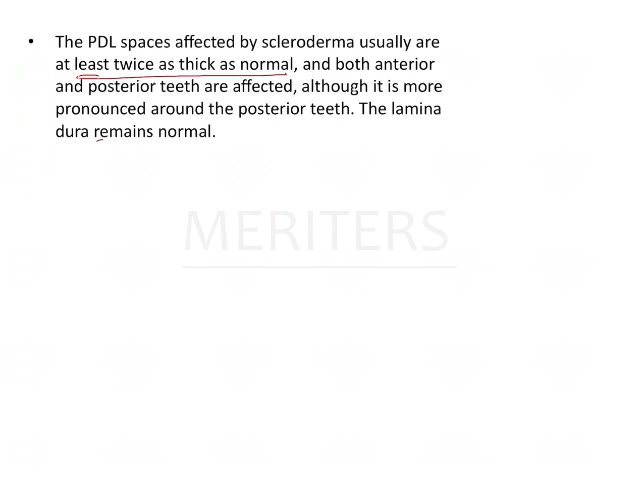 • The PDL spaces affected by scleroderma usually are
at least twice as thick as normal, and both anterior
and posterior teeth are affected, although it is more
pronounced around the posterior teeth. The lamina
dura remains normal.
MERITERS